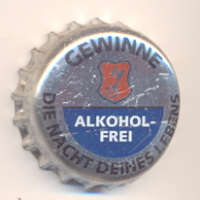 GEWINNE
ALKOHOL-
FREI
DIE NACHT DEINES LEBENS